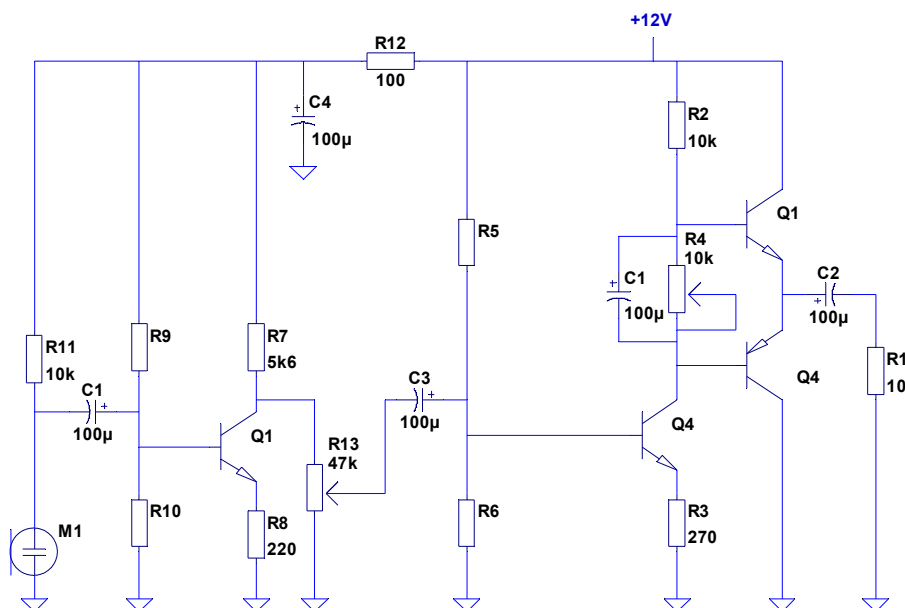 +12V
R12
100
C4
100µ
R2
10k
Q1
R5
R4
10k
C1
100µ
C2
100µ
R11
10k
R9
R7
5k6
C1
100µ
C3
100µ
R1
10
Q4
Q1
R13
47k
Q4
M1
R10
R8
220
R6
R3
270